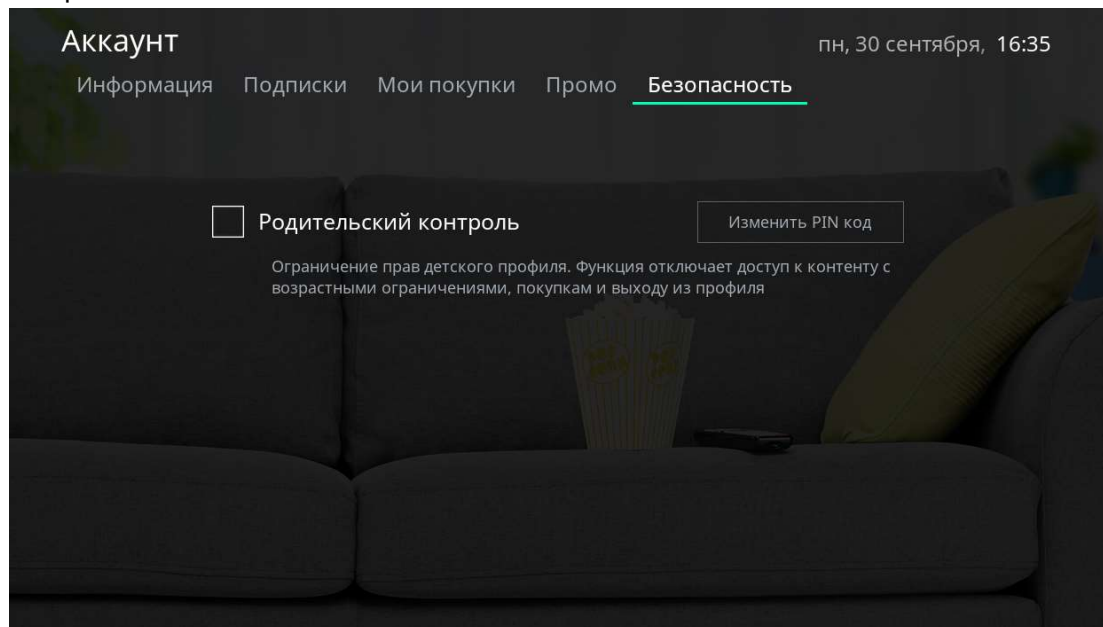 Аккаунт
пн, 30 сентября, 16:35
Информация Подписки Мои покупки Промо Безопасность
Родительский контроль
Изменить PIN код
Ограничение прав детского профиля. Функция отключает доступ к контенту с
возрастными ограничениями, покупкам и выходу из профиля